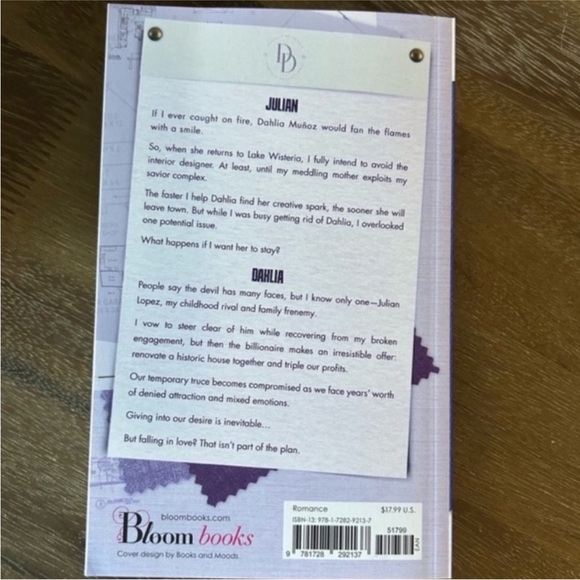 DD
JULIAN
If I ever caught on fire, Dahlia Muñoz would fan the flames
with a smile.
So, when she returns to Lake Wisteria, I fully intend to avoid the
interior designer. At least, until my meddling mother exploits my
savior complex.
The faster I help Dahlia find her creative spark, the sooner she will
leave town. But while I was busy getting rid of Dahlia, I overlooked
one potential issue.
What happens if I want her to stay?
DAHLIA
People say the devil has many faces, but I know only one—Julian
Lopez, my childhood rival and family frenemy.
I vow to steer clear of him while recovering from my broken
engagement, but then the billionaire makes an irresistible offer:
renovate a historic house together and triple our profits.
Our temporary truce becomes compromised as we face years' worth
of denied attraction and mixed emotions.
Giving into our desire is inevitable...
But falling in love? That isn't part of the plan.
bloombooks.com
Bloom books
Cover design by Books and Moods
Romance $17.99 U.S.
ISBN-13: 978-1-7282-9213-7
51799
9 781728 292137
EAN